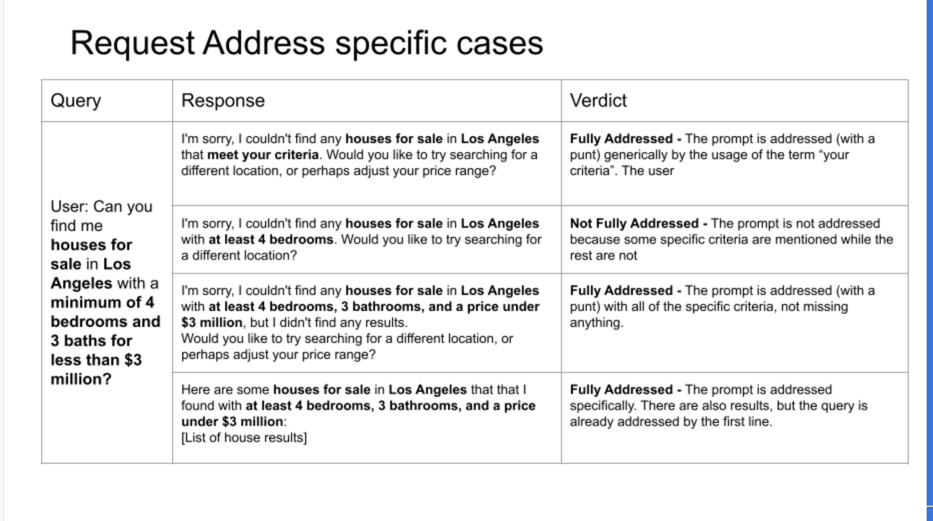 Request Address specific cases
Query
Response
Verdict
User: Can you
find me
houses for
sale in Los
Angeles with a
minimum of 4
bedrooms and
3 baths for
less than $3
million?
I'm sorry, I couldn't find any houses for sale in Los Angeles
that meet your criteria. Would you like to try searching for a
different location, or perhaps adjust your price range?
Fully Addressed - The prompt is addressed (with a
punt) generically by the usage of the term “your
criteria”. The user
I'm sorry, I couldn't find any houses for sale in Los Angeles
with at least 4 bedrooms. Would you like to try searching for
a different location?
Not Fully Addressed - The prompt is not addressed
because some specific criteria are mentioned while the
rest are not
I'm sorry, I couldn't find any houses for sale in Los Angeles
with at least 4 bedrooms, 3 bathrooms, and a price under
$3 million, but I didn't find any results.
Would you like to try searching for a different location, or
perhaps adjust your price range?
Fully Addressed - The prompt is addressed (with a
punt) with all of the specific criteria, not missing
anything.
Here are some houses for sale in Los Angeles that that I
found with at least 4 bedrooms, 3 bathrooms, and a price
under $3 million:
[List of house results]
Fully Addressed - The prompt is addressed
specifically. There are also results, but the query is
already addressed by the first line.